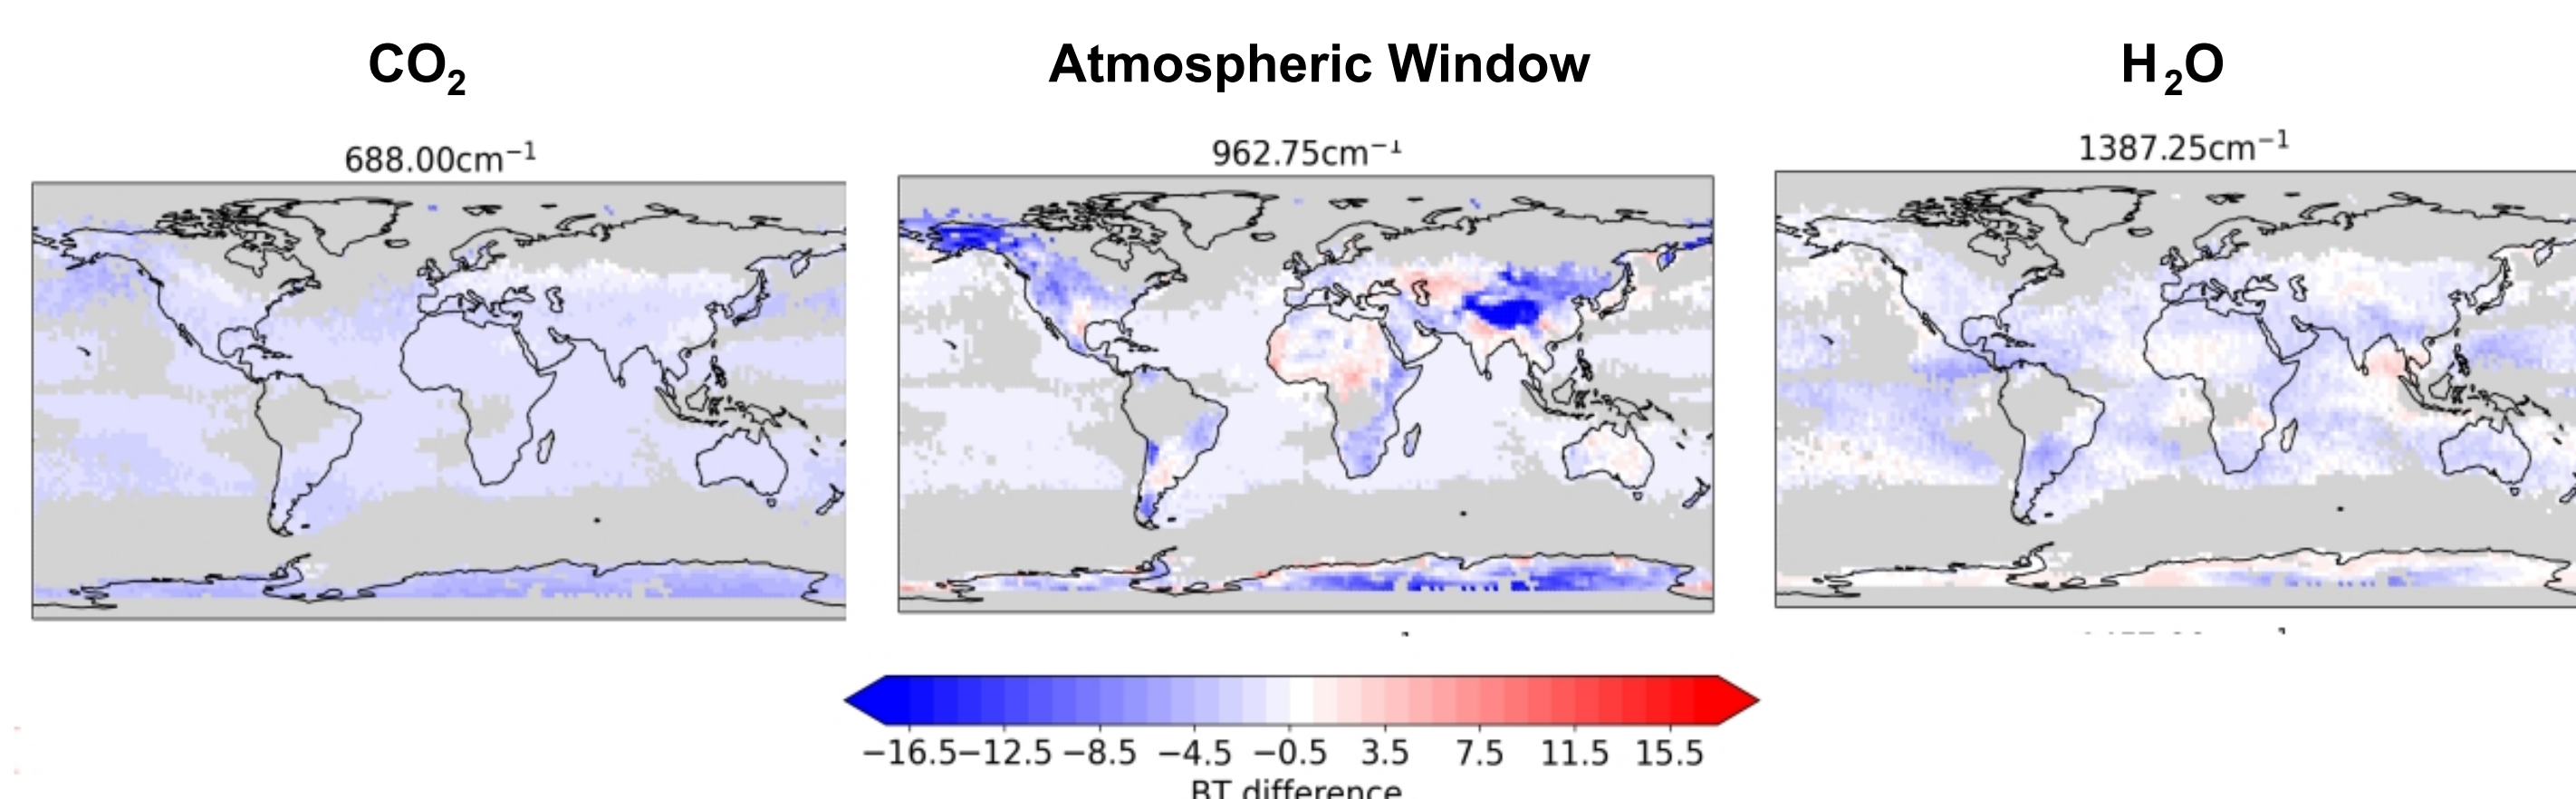 CO₂
Atmospheric Window
H₂O
688.00cm⁻¹
962.75cm⁻¹
1387.25cm⁻¹
−16.5 −12.5 −8.5 −4.5 −0.5 3.5 7.5 11.5 15.5
BT difference